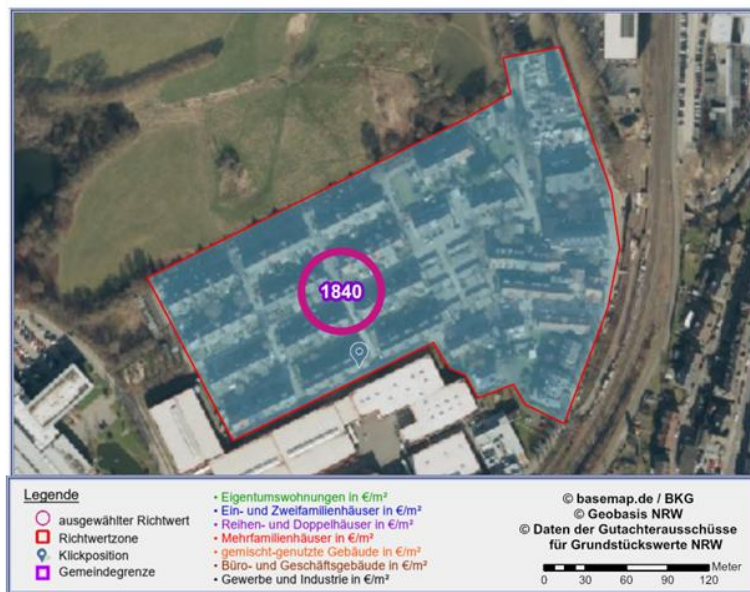 1840
Legende
ausgewählter Richtwert
Richtwertzone
Klickposition
Gemeindegrenze
• Eigentumswohnungen in €/m²
• Ein- und Zweifamilienhäuser in €/m²
• Reihen- und Doppelhäuser in €/m²
• Mehrfamilienhäuser in €/m²
• gemischt-genutzte Gebäude in €/m²
• Büro- und Geschäftsgebäude in €/m²
• Gewerbe und Industrie in €/m²
© basemap.de / BKG
© Geobasis NRW
© Daten der Gutachterausschüsse
für Grundstückswerte NRW
Meter
0 30 60 90 120